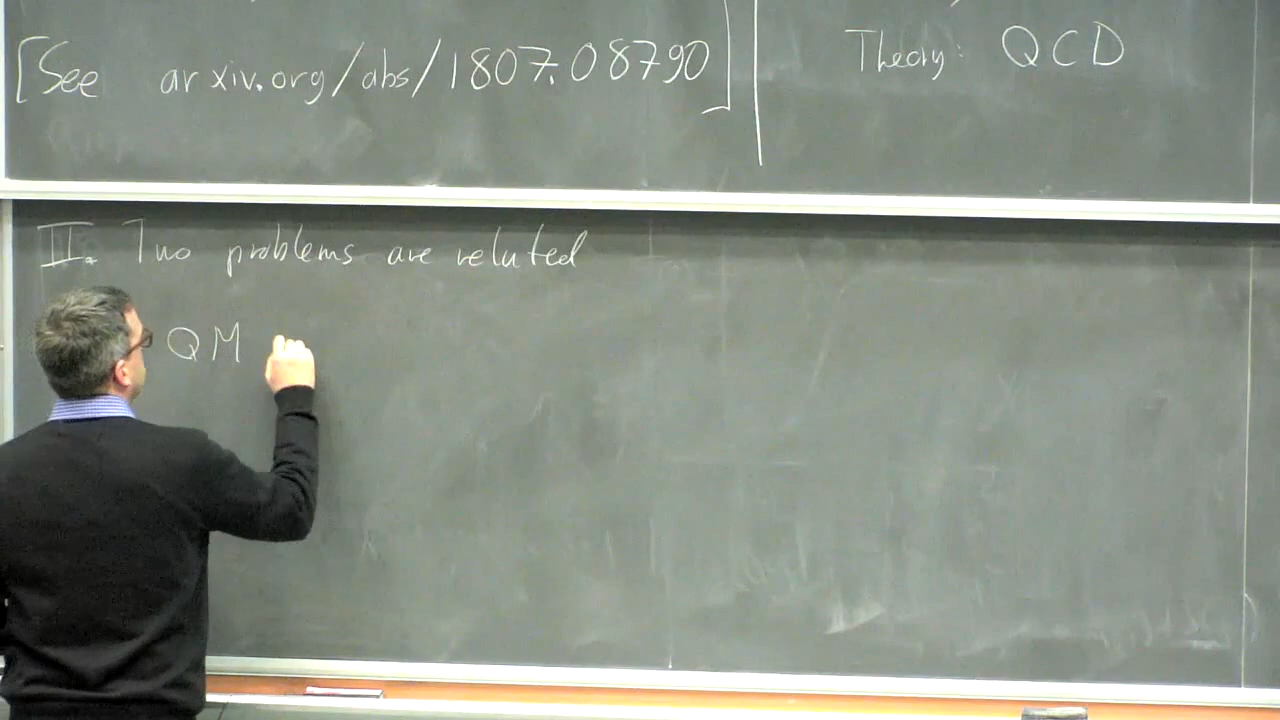 [See arxiv.org/abs/1807.08790]
Theory: QCD
II. Two problems are related
QM